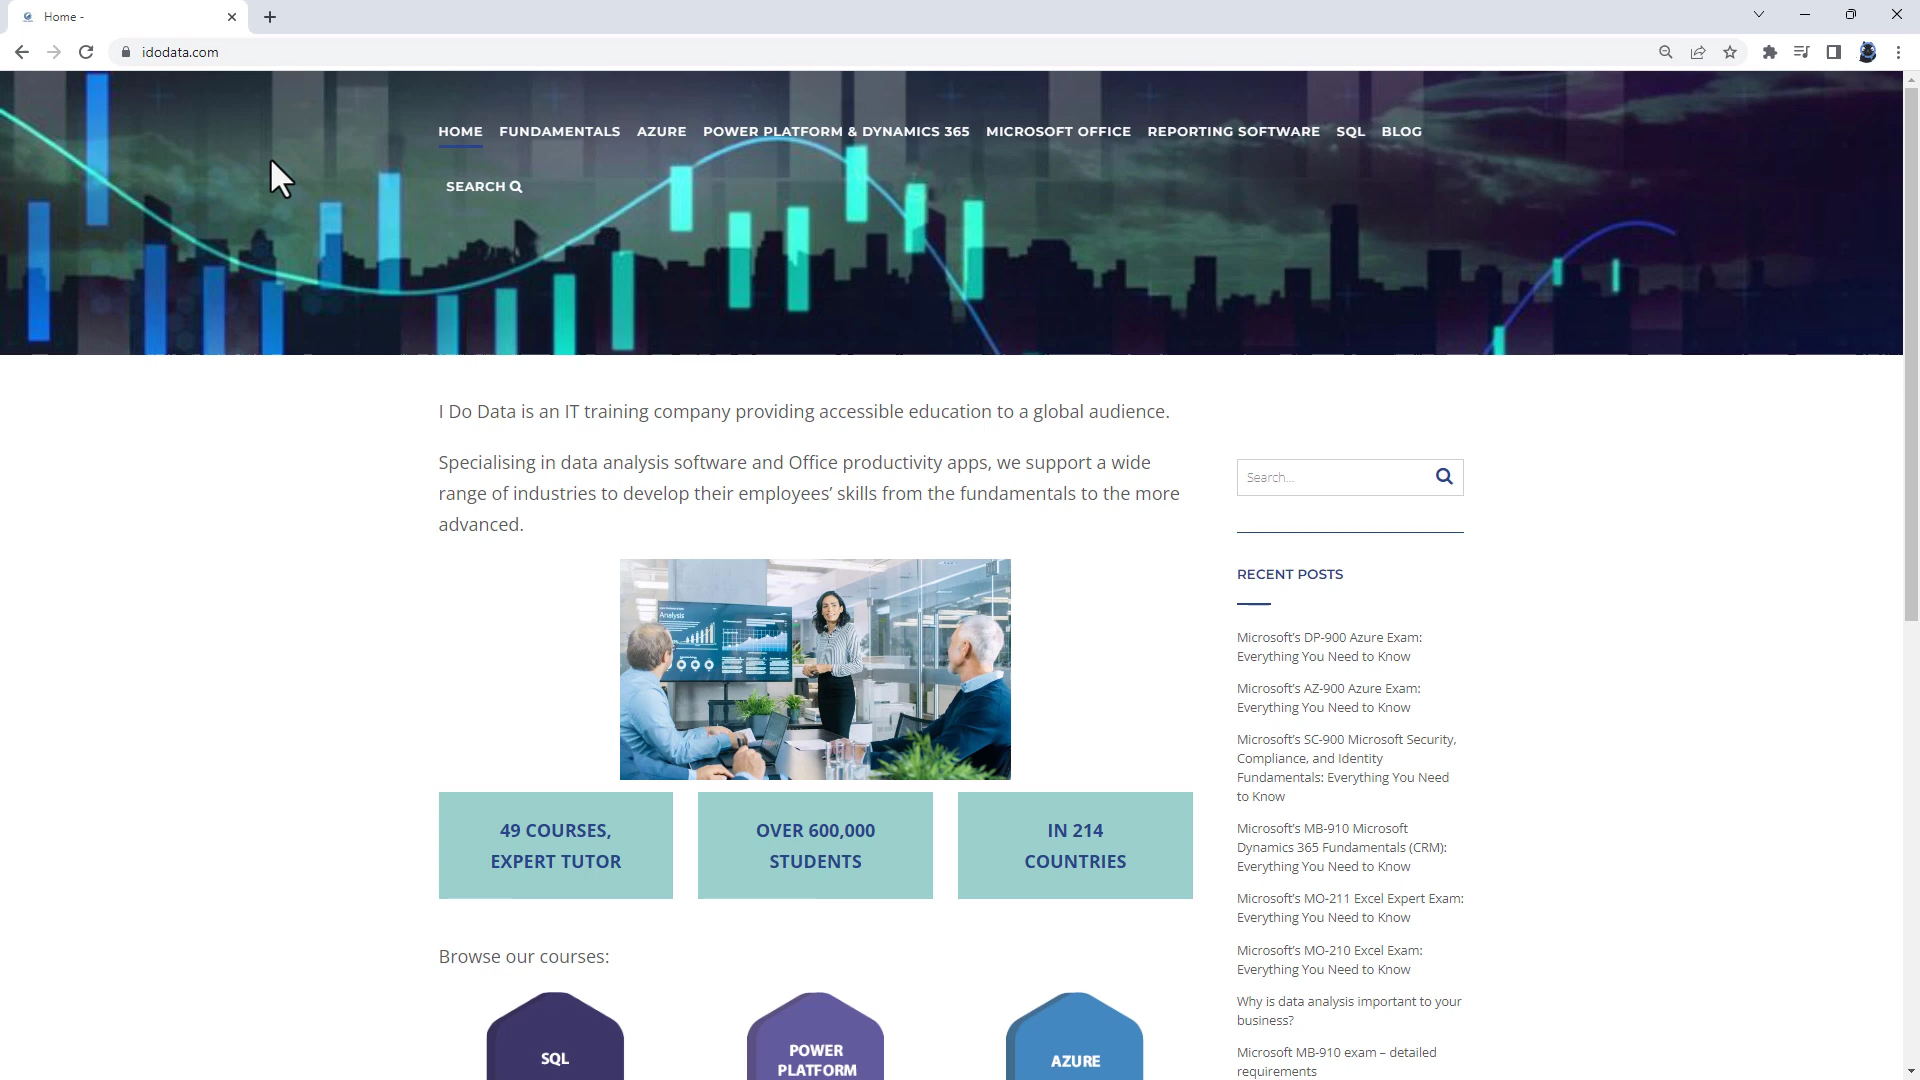 Home -
idodata.com
HOME FUNDAMENTALS AZURE POWER PLATFORM & DYNAMICS 365 MICROSOFT OFFICE REPORTING SOFTWARE SQL BLOG
SEARCH
I Do Data is an IT training company providing accessible education to a global audience.
Specialising in data analysis software and Office productivity apps, we support a wide
range of industries to develop their employees’ skills from the fundamentals to the more
advanced.
Analysis
49 COURSES,
EXPERT TUTOR
OVER 600,000
STUDENTS
IN 214
COUNTRIES
Browse our courses:
SQL
POWER
PLATFORM
AZURE
Search...
RECENT POSTS
Microsoft’s DP-900 Azure Exam:
Everything You Need to Know
Microsoft’s AZ-900 Azure Exam:
Everything You Need to Know
Microsoft’s SC-900 Microsoft Security,
Compliance, and Identity
Fundamentals: Everything You Need
to Know
Microsoft’s MB-910 Microsoft
Dynamics 365 Fundamentals (CRM):
Everything You Need to Know
Microsoft’s MO-211 Excel Expert Exam:
Everything You Need to Know
Microsoft’s MO-210 Excel Exam:
Everything You Need to Know
Why is data analysis important to your
business?
Microsoft MB-910 exam – detailed
requirements